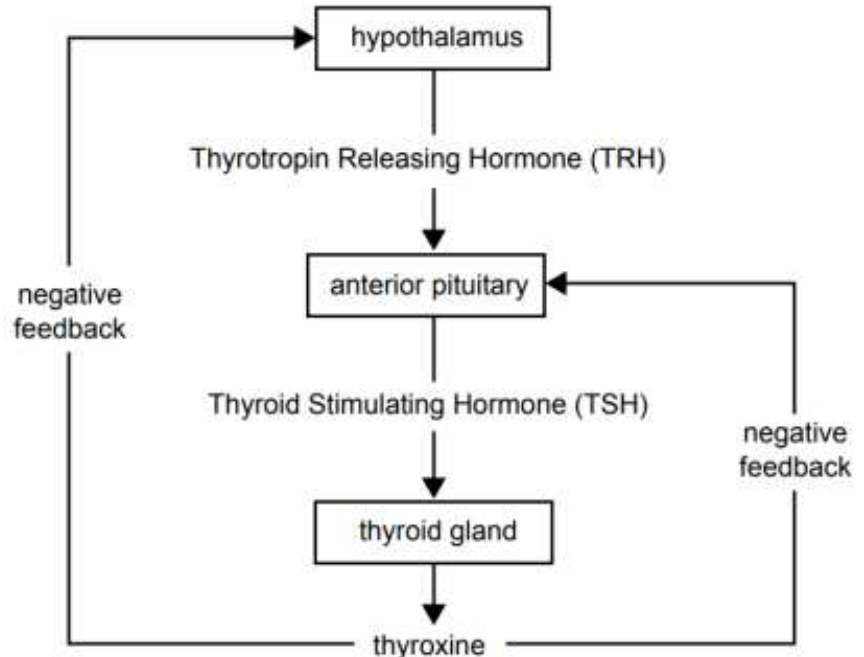 hypothalamus
Thyrotropin Releasing Hormone (TRH)
anterior pituitary
negative
feedback
Thyroid Stimulating Hormone (TSH)
negative
feedback
thyroid gland
thyroxine